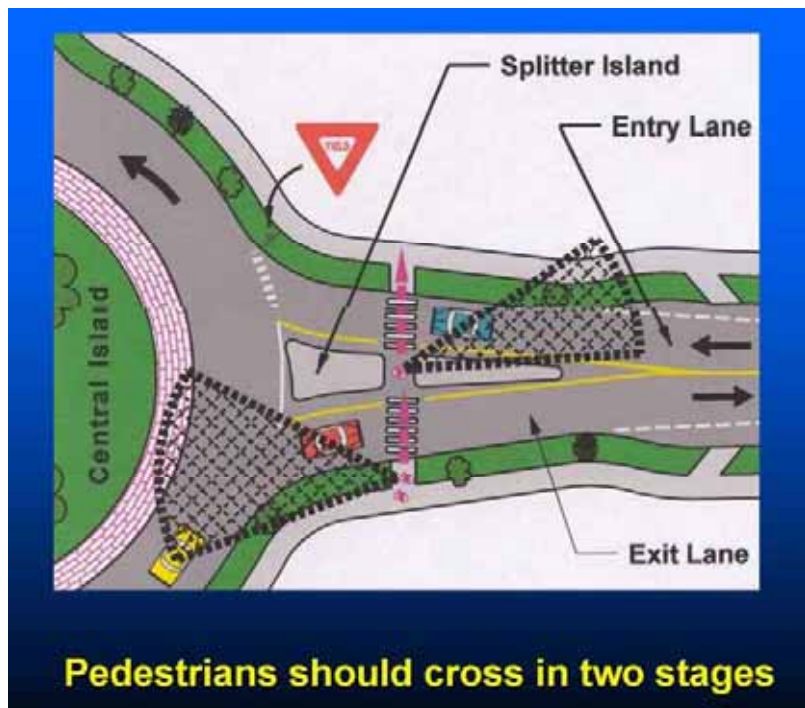 Splitter Island
Entry Lane
YIELD
Central Island
Exit Lane
Pedestrians should cross in two stages